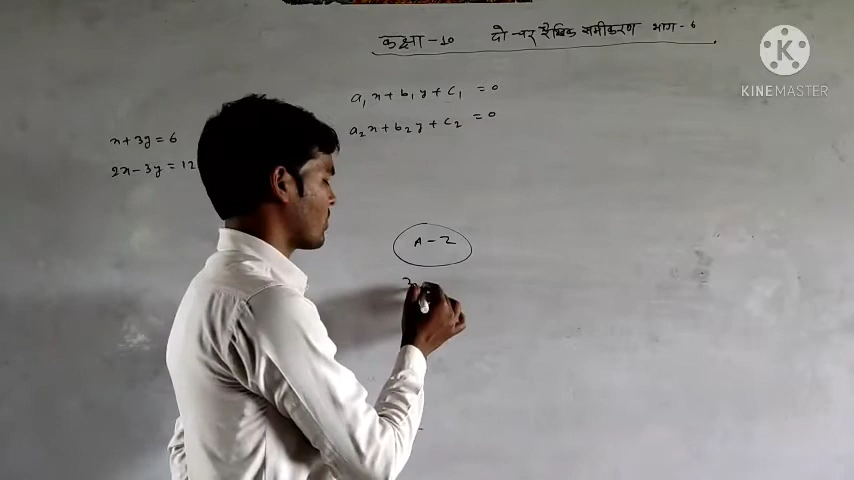 कक्षा - 10 दो चर रैखिक समीकरण भाग - 6
KINEMASTER
a₁x + b₁y + c₁ = 0
a₂x + b₂y + c₂ = 0
x + 3y = 6
2x - 3y = 12
A - Z